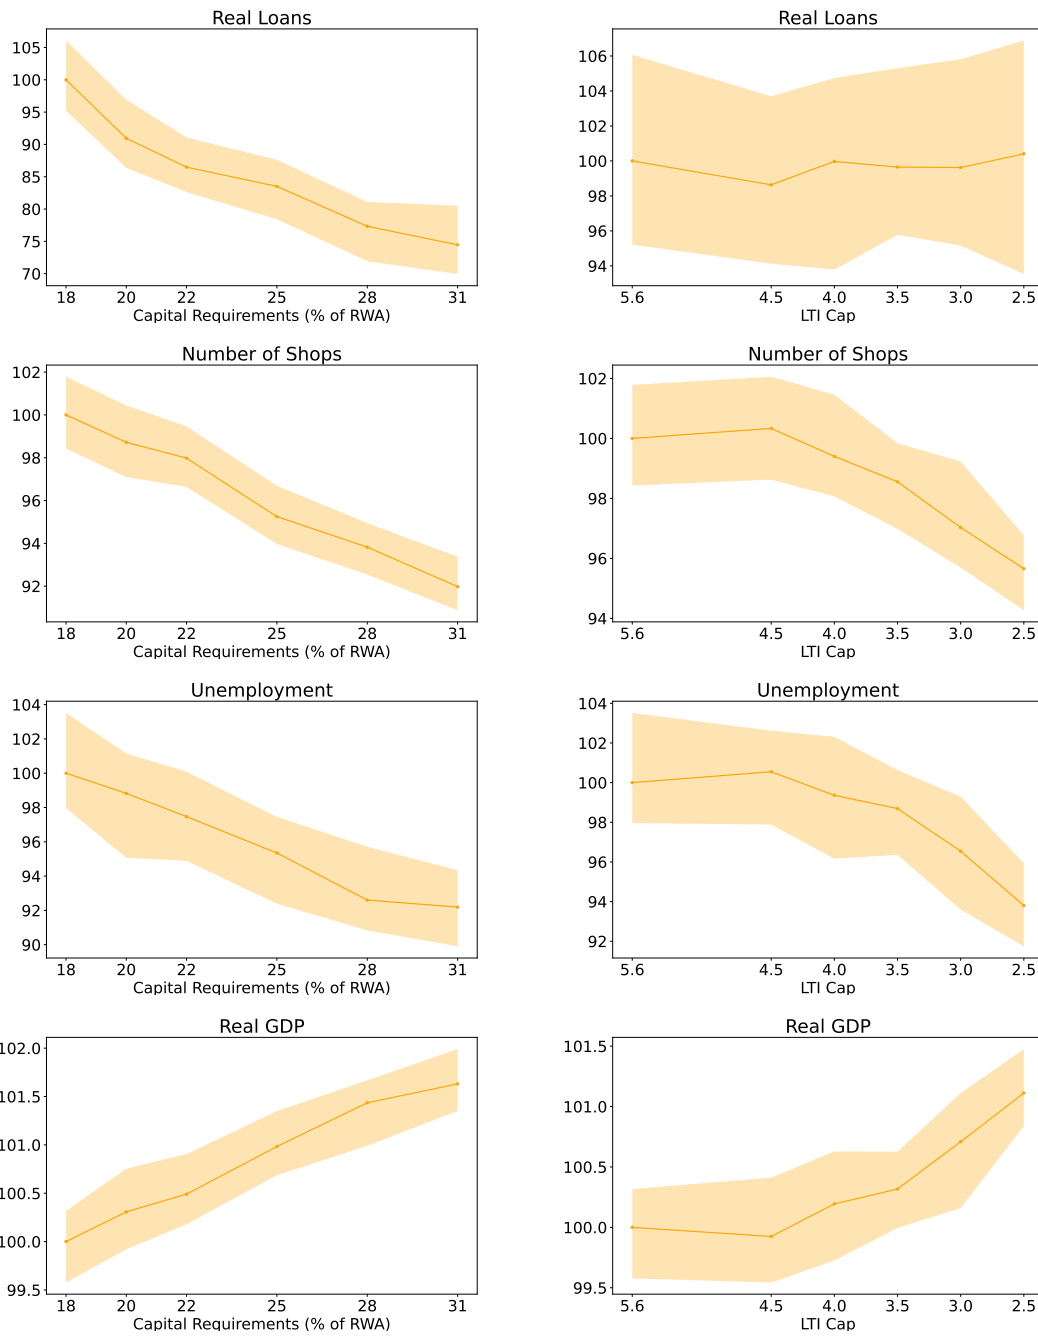 Real Loans
105
100
95
90
85
80
75
70
18 20 22 25 28 31
Capital Requirements (% of RWA)
Real Loans
106
104
102
100
98
96
94
5.6 4.5 4.0 3.5 3.0 2.5
LTI Cap
Number of Shops
102
100
98
96
94
92
18 20 22 25 28 31
Capital Requirements (% of RWA)
Number of Shops
102
100
98
96
94
5.6 4.5 4.0 3.5 3.0 2.5
LTI Cap
Unemployment
104
102
100
98
96
94
92
90
18 20 22 25 28 31
Capital Requirements (% of RWA)
Unemployment
104
102
100
98
96
94
92
5.6 4.5 4.0 3.5 3.0 2.5
LTI Cap
Real GDP
102.0
101.5
101.0
100.5
100.0
99.5
18 20 22 25 28 31
Capital Requirements (% of RWA)
Real GDP
101.5
101.0
100.5
100.0
99.5
5.6 4.5 4.0 3.5 3.0 2.5
LTI Cap